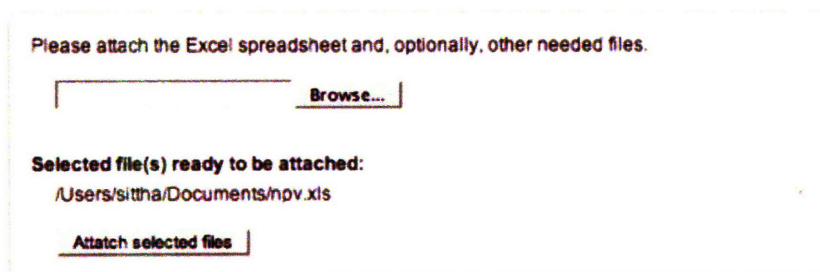 Please attach the Excel spreadsheet and, optionally, other needed files.
Browse...
Selected file(s) ready to be attached:
/Users/sittha/Documents/npv.xls
Attatch selected files